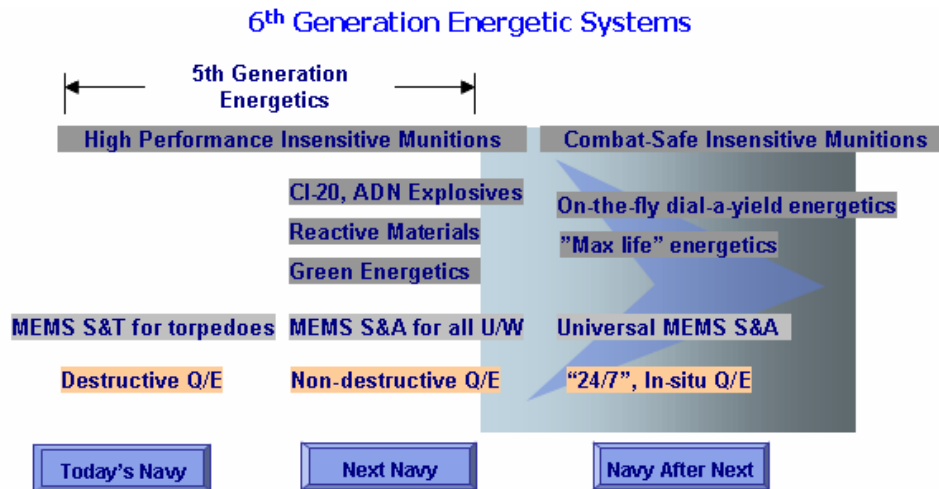 6th Generation Energetic Systems
5th Generation
Energetics
High Performance Insensitive Munitions
Combat-Safe Insensitive Munitions
Cl-20, ADN Explosives
On-the-fly dial-a-yield energetics
Reactive Materials
”Max life” energetics
Green Energetics
MEMS S&T for torpedoes
MEMS S&A for all U/W
Universal MEMS S&A
Destructive Q/E
Non-destructive Q/E
“24/7”, In-situ Q/E
Today's Navy
Next Navy
Navy After Next